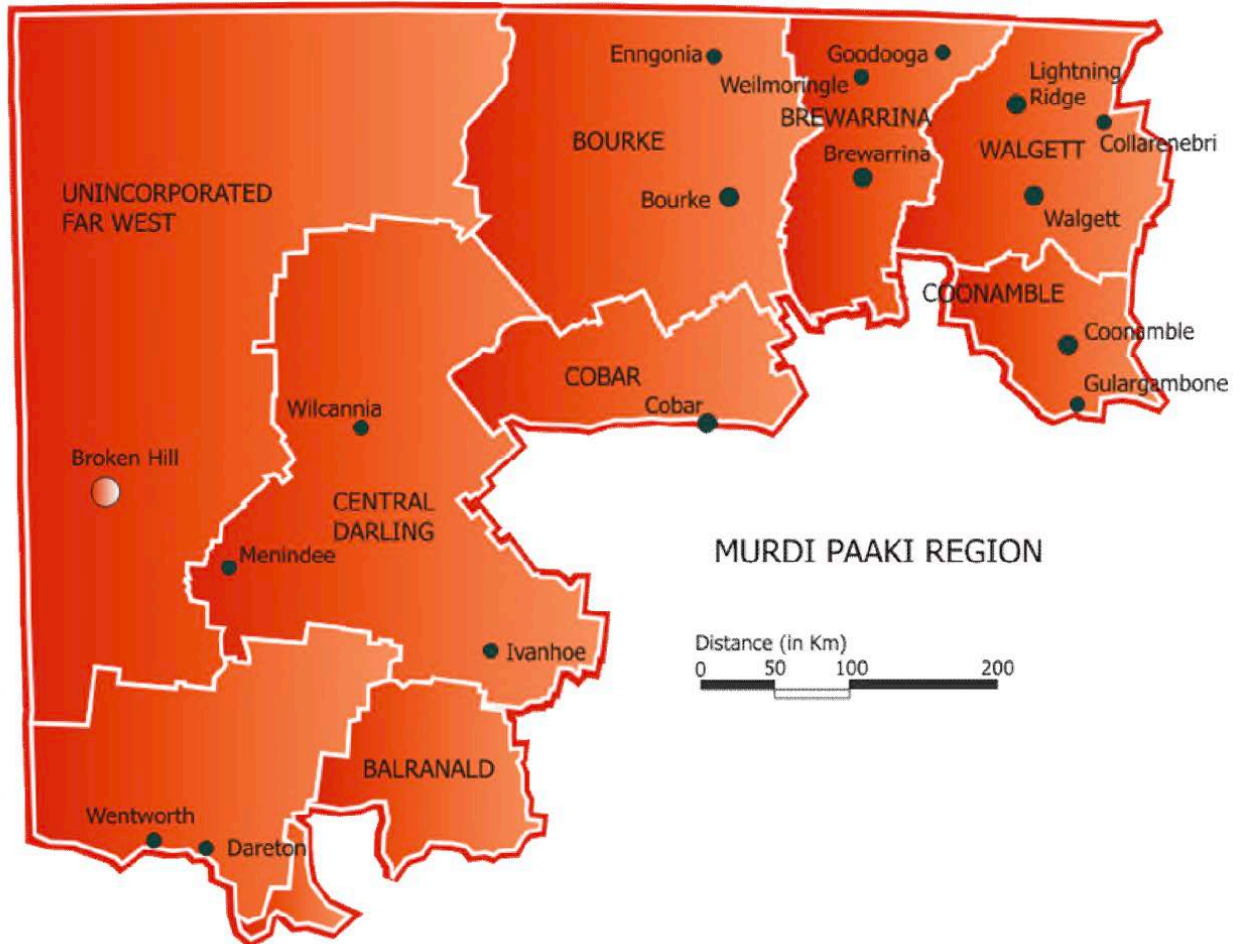 Enngonia
Goodooga
Weilmoringle
Lightning
Ridge
BREWARRINA
Collarenebri
BOURKE
WALGETT
Brewarrina
UNINCORPORATED
FAR WEST
Bourke
Walgett
COONAMBLE
Coonamble
COBAR
Gulargambone
Wilcannia
Cobar
Broken Hill
CENTRAL
DARLING
Menindee
MURDI PAAKI REGION
Ivanhoe
Distance (in Km)
0 50 100 200
BALRANALD
Wentworth
Dareton